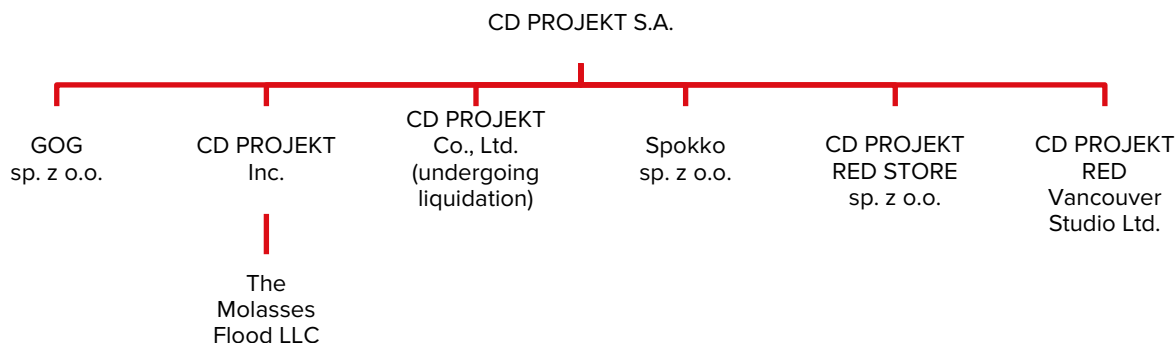 CD PROJEKT S.A.
GOG
sp. z o.o.
CD PROJEKT
Inc.
CD PROJEKT
Co., Ltd.
(undergoing
liquidation)
Spokko
sp. z o.o.
CD PROJEKT
RED STORE
sp. z o.o.
CD PROJEKT
RED
Vancouver
Studio Ltd.
The
Molasses
Flood LLC